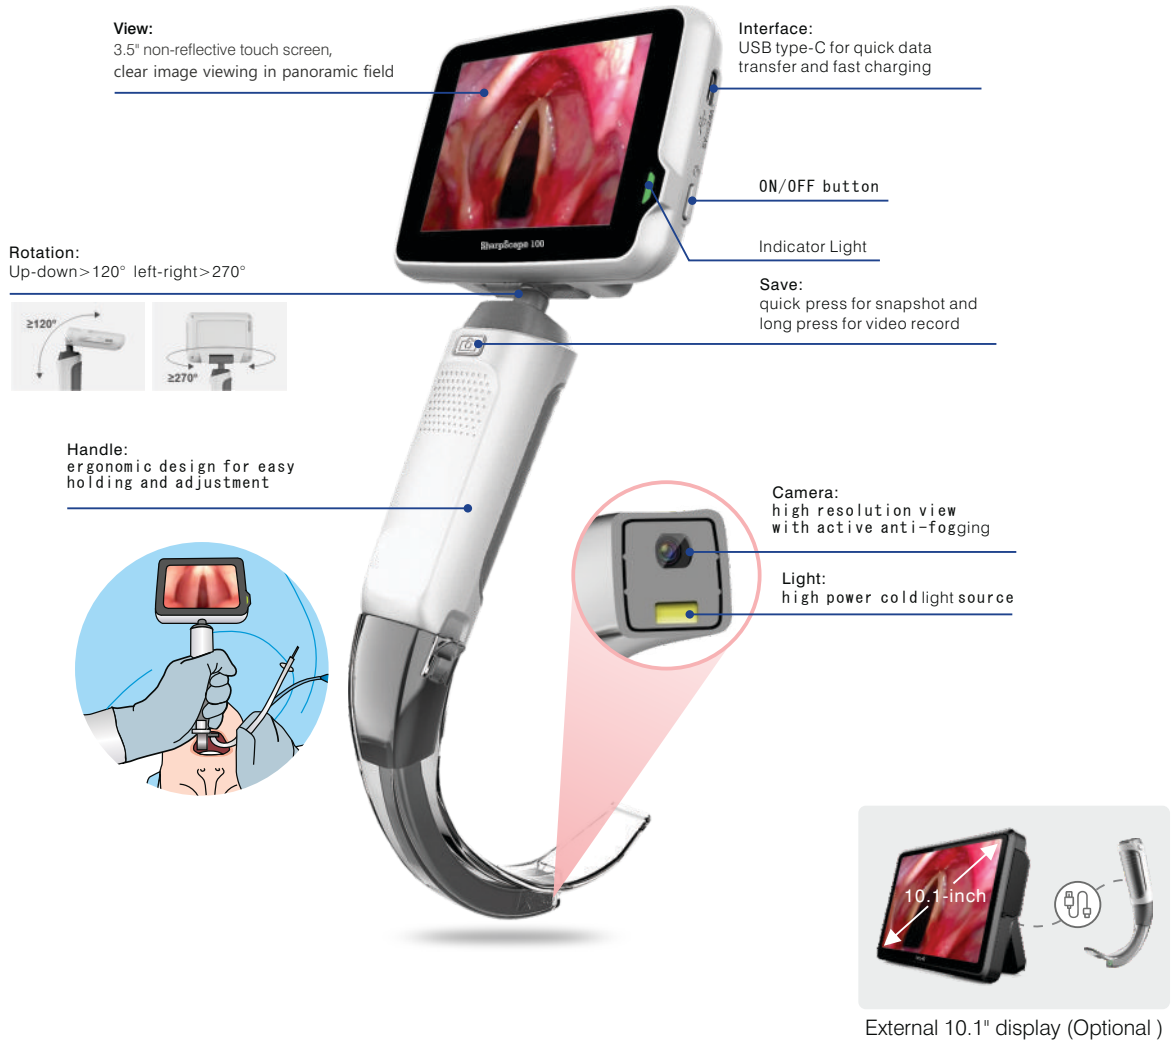 View:
3.5" non-reflective touch screen,
clear image viewing in panoramic field
Interface:
USB type-C for quick data
transfer and fast charging
ON/OFF button
Indicator Light
SharpScope 100
Rotation:
Up-down>120° left-right>270°
≥120°
≥270°
Save:
quick press for snapshot and
long press for video record
Handle:
ergonomic design for easy
holding and adjustment
Camera:
high resolution view
with active anti-fogging
Light:
high power cold light source
10.1-inch
External 10.1" display (Optional )